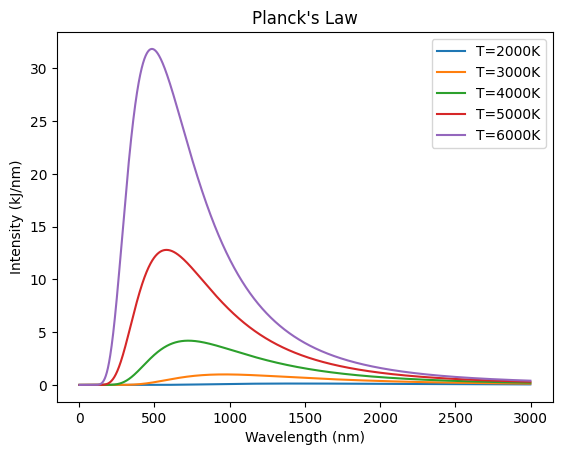 Planck's Law
T=2000K
T=3000K
T=4000K
T=5000K
T=6000K
Intensity (kJ/nm)
30
25
20
15
10
5
0
0 500 1000 1500 2000 2500 3000
Wavelength (nm)